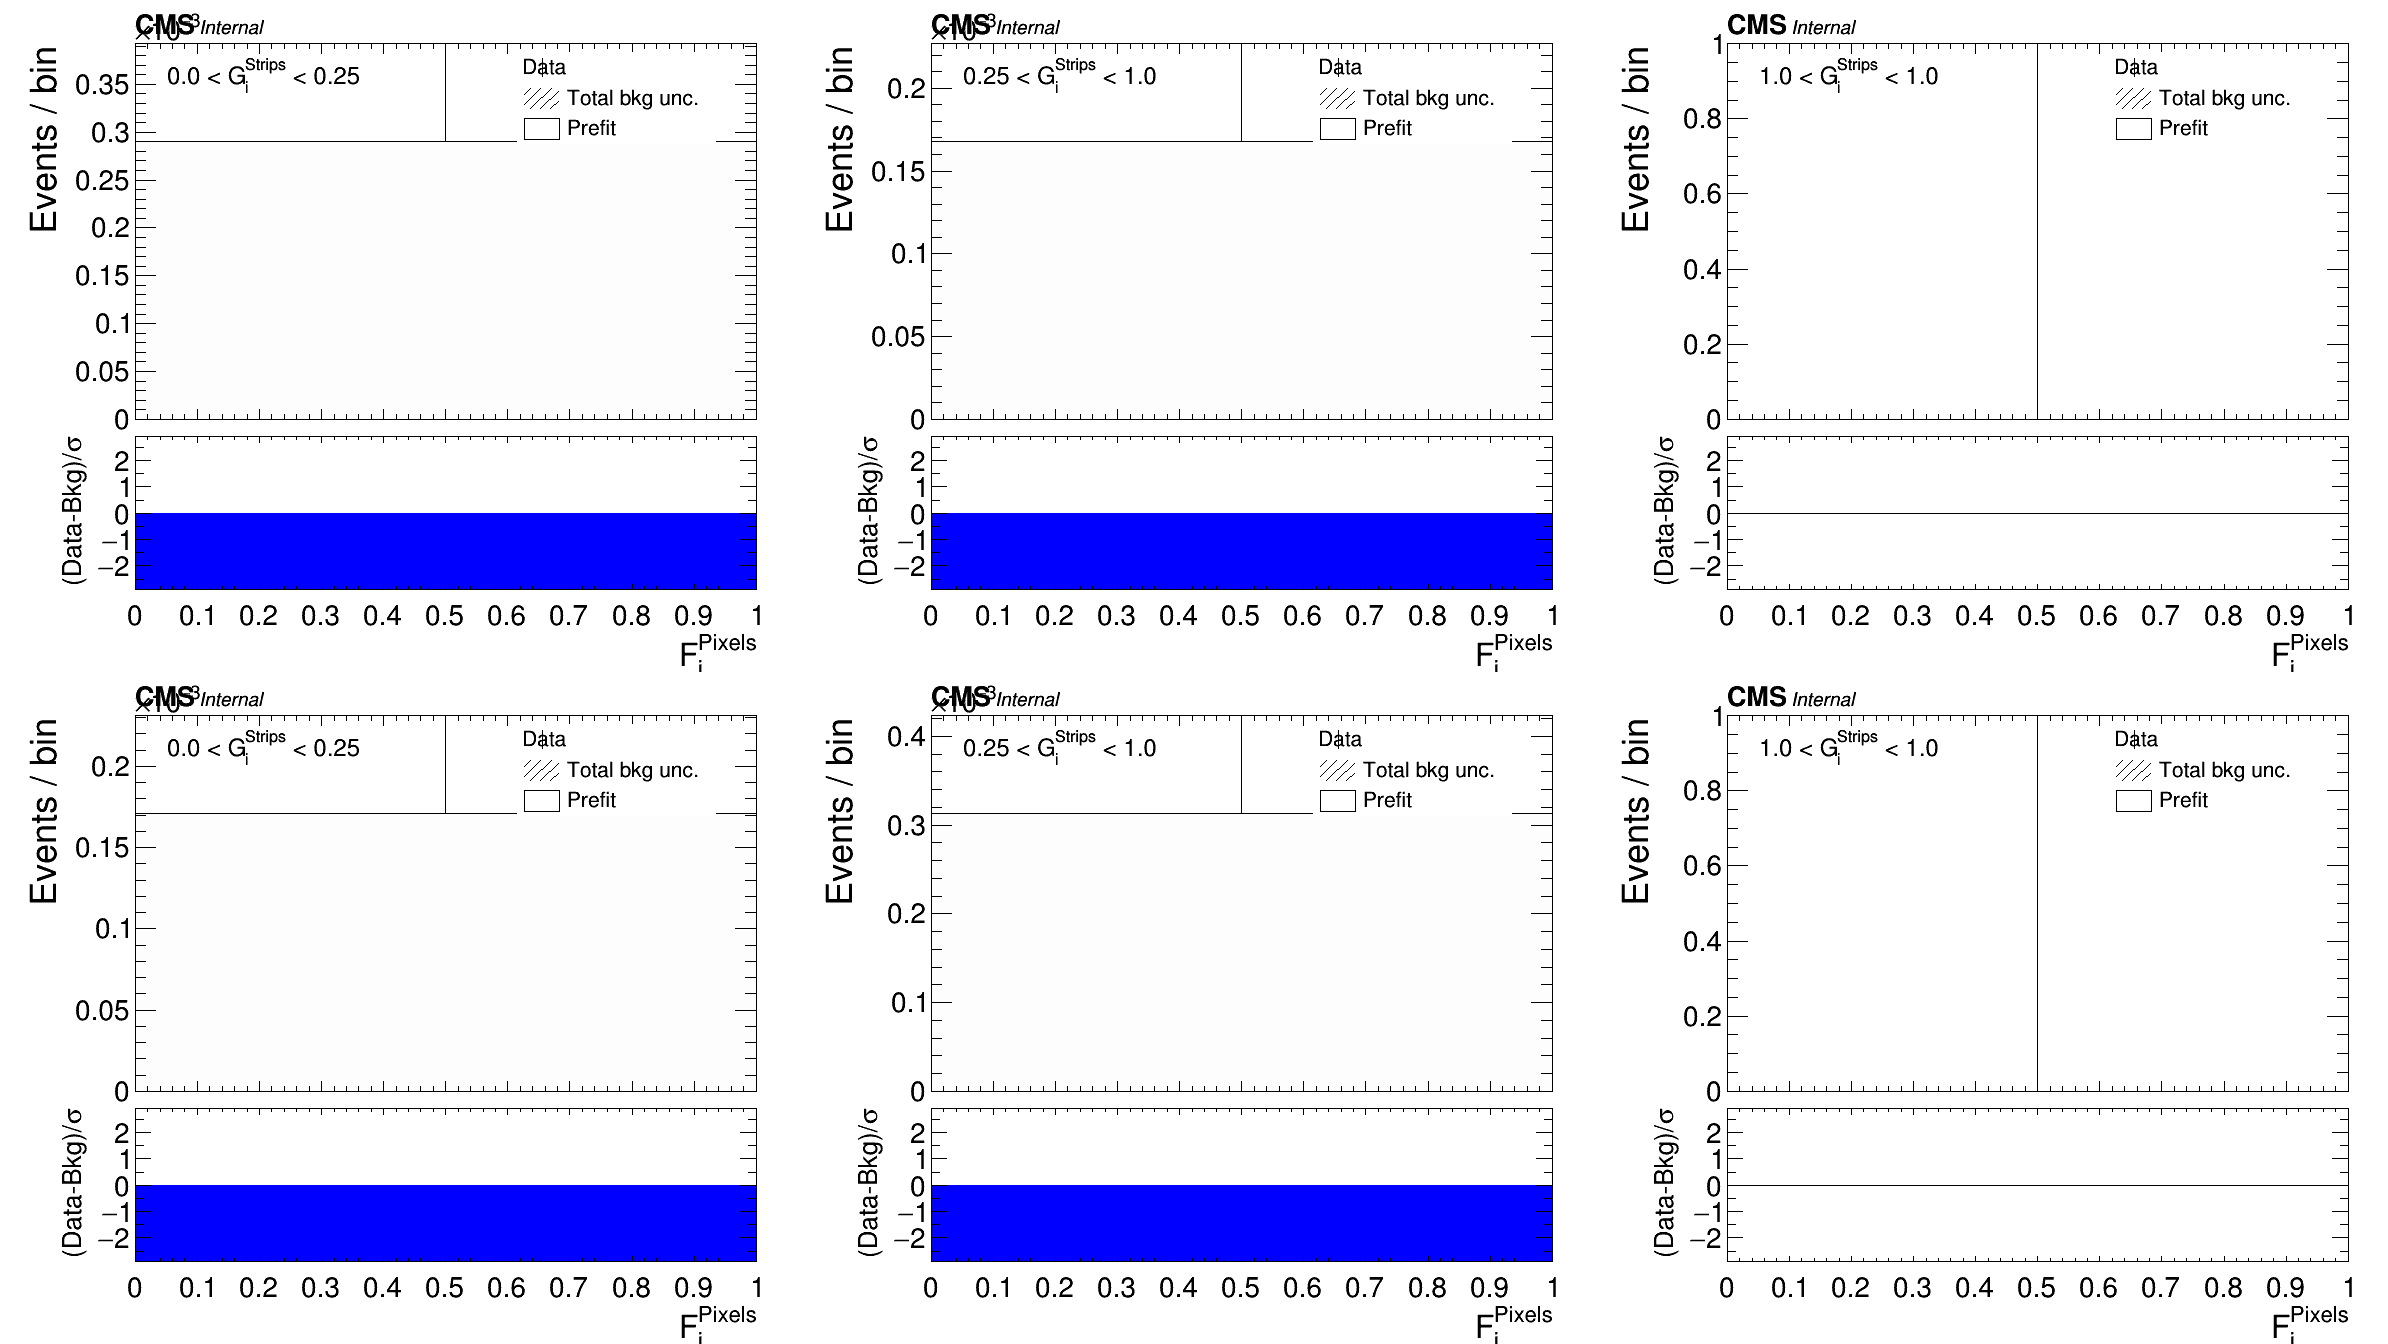 CMS Internal
×10⁻³
Events / bin
0.0 < G_i^Strips < 0.25
Data
Total bkg unc.
Prefit
0.35
0.3
0.25
0.2
0.15
0.1
0.05
0
(Data-Bkg)/σ
2
1
0
−1
−2
0 0.1 0.2 0.3 0.4 0.5 0.6 0.7 0.8 0.9 1
F_i^Pixels
CMS Internal
×10⁻³
Events / bin
0.25 < G_i^Strips < 1.0
Data
Total bkg unc.
Prefit
0.2
0.15
0.1
0.05
0
(Data-Bkg)/σ
2
1
0
−1
−2
0 0.1 0.2 0.3 0.4 0.5 0.6 0.7 0.8 0.9 1
F_i^Pixels
CMS Internal
Events / bin
1.0 < G_i^Strips < 1.0
Data
Total bkg unc.
Prefit
1
0.8
0.6
0.4
0.2
0
(Data-Bkg)/σ
2
1
0
−1
−2
0 0.1 0.2 0.3 0.4 0.5 0.6 0.7 0.8 0.9 1
F_i^Pixels
CMS Internal
×10⁻³
Events / bin
0.0 < G_i^Strips < 0.25
Data
Total bkg unc.
Prefit
0.2
0.15
0.1
0.05
0
(Data-Bkg)/σ
2
1
0
−1
−2
0 0.1 0.2 0.3 0.4 0.5 0.6 0.7 0.8 0.9 1
F_i^Pixels
CMS Internal
×10⁻³
Events / bin
0.25 < G_i^Strips < 1.0
Data
Total bkg unc.
Prefit
0.4
0.3
0.2
0.1
0
(Data-Bkg)/σ
2
1
0
−1
−2
0 0.1 0.2 0.3 0.4 0.5 0.6 0.7 0.8 0.9 1
F_i^Pixels
CMS Internal
Events / bin
1.0 < G_i^Strips < 1.0
Data
Total bkg unc.
Prefit
1
0.8
0.6
0.4
0.2
0
(Data-Bkg)/σ
2
1
0
−1
−2
0 0.1 0.2 0.3 0.4 0.5 0.6 0.7 0.8 0.9 1
F_i^Pixels